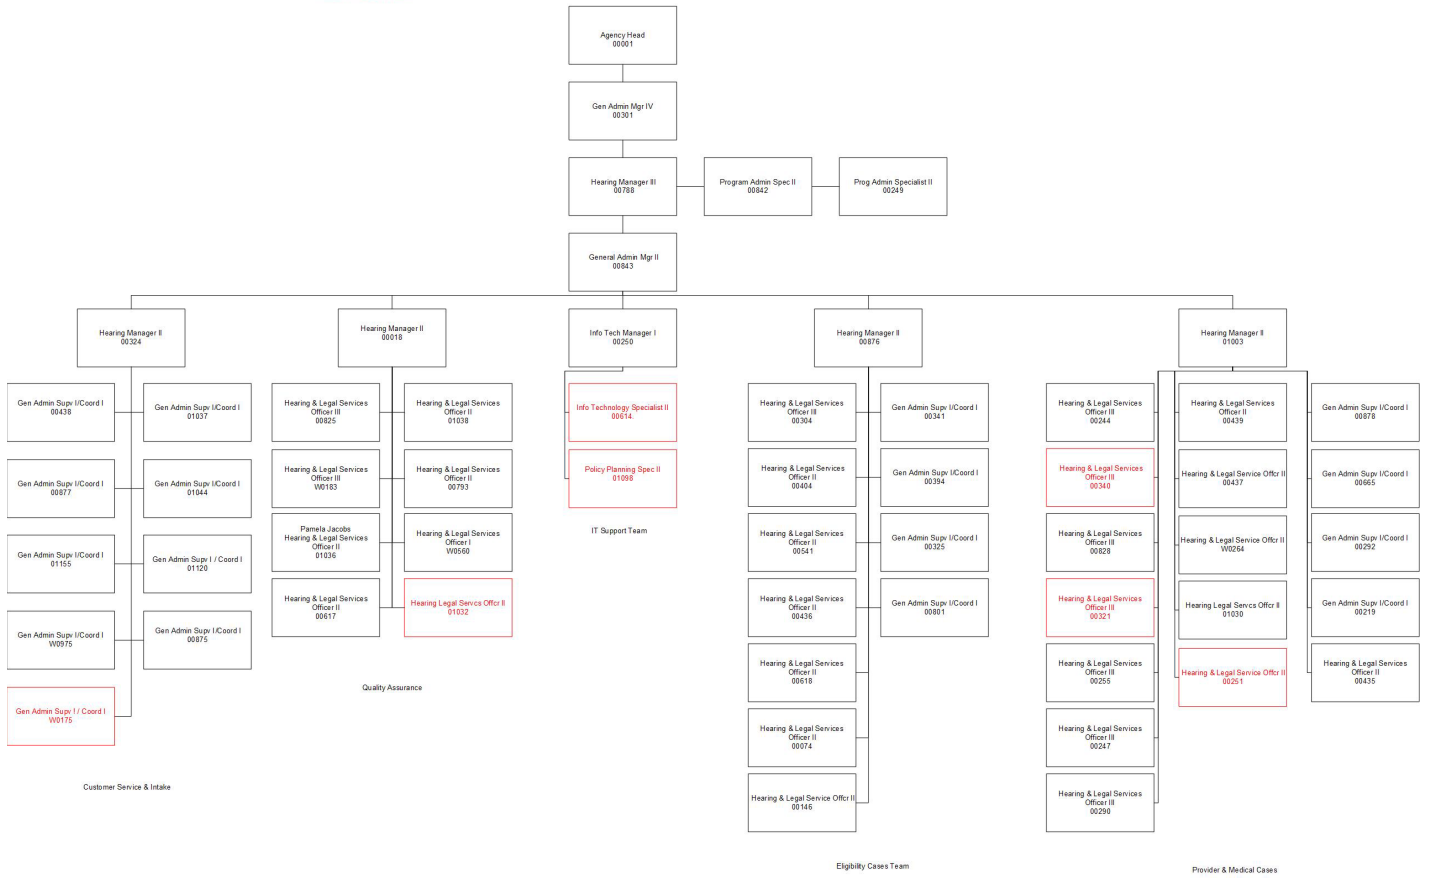 Agency Head
00001
Gen Admin Mgr IV
00301
Hearing Manager III
00788
Program Admin Spec II
00842
Prog Admin Specialist II
00249
General Admin Mgr II
00843
Hearing Manager II
00324
Hearing Manager II
00018
Info Tech Manager I
00250
Hearing Manager II
00876
Hearing Manager II
01003
Gen Admin Supv I/Coord I
00438
Gen Admin Supv I/Coord I
01037
Gen Admin Supv I/Coord I
00877
Gen Admin Supv I/Coord I
01044
Gen Admin Supv I/Coord I
01155
Gen Admin Supv I / Coord I
01120
Gen Admin Supv I/Coord I
W0975
Gen Admin Supv I/Coord I
00875
Gen Admin Supv I / Coord I
W0175
Customer Service & Intake
Hearing & Legal Services
Officer III
00825
Hearing & Legal Services
Officer II
01038
Hearing & Legal Services
Officer III
W0183
Hearing & Legal Services
Officer II
00793
Pamela Jacobs
Hearing & Legal Services
Officer II
01036
Hearing & Legal Services
Officer I
W0560
Hearing & Legal Services
Officer II
00617
Hearing Legal Servcs Offcr II
01032
Quality Assurance
Info Technology Specialist II
00614
Policy Planning Spec II
01098
IT Support Team
Hearing & Legal Services
Officer III
00304
Gen Admin Supv I/Coord I
00341
Hearing & Legal Services
Officer II
00404
Gen Admin Supv I/Coord I
00394
Hearing & Legal Services
Officer II
00541
Gen Admin Supv I/Coord I
00325
Hearing & Legal Services
Officer II
00436
Gen Admin Supv I/Coord I
00801
Hearing & Legal Services
Officer II
00618
Hearing & Legal Services
Officer II
00074
Hearing & Legal Service Offcr II
00146
Eligibility Cases Team
Hearing & Legal Services
Officer III
00244
Hearing & Legal Services
Officer II
00439
Gen Admin Supv I/Coord I
00878
Hearing & Legal Services
Officer III
00340
Hearing & Legal Service Offcr II
00437
Gen Admin Supv I/Coord I
00665
Hearing & Legal Services
Officer III
00828
Hearing & Legal Service Offcr II
W0264
Gen Admin Supv I/Coord I
00292
Hearing & Legal Services
Officer III
00321
Hearing Legal Servcs Offcr II
01030
Gen Admin Supv I/Coord I
00219
Hearing & Legal Services
Officer III
00255
Hearing & Legal Service Offcr II
00251
Hearing & Legal Services
Officer II
00435
Hearing & Legal Services
Officer III
00247
Hearing & Legal Services
Officer III
00290
Provider & Medical Cases